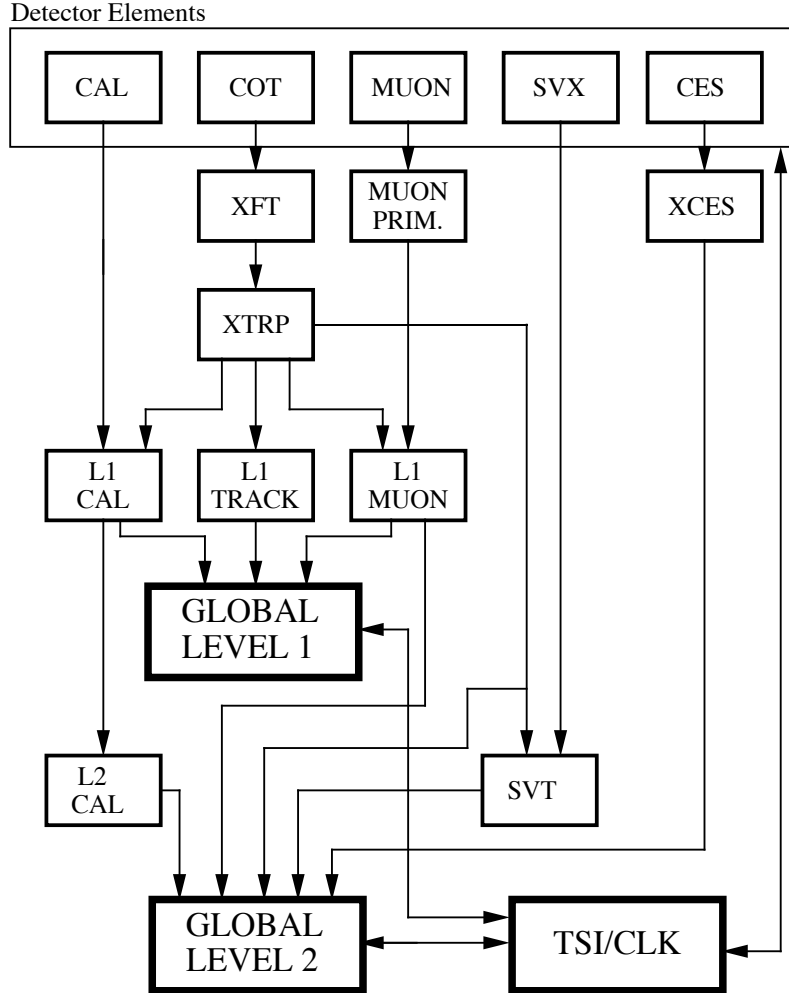 Detector Elements
CAL
COT
MUON
SVX
CES
XFT
MUON
PRIM.
XCES
XTRP
L1
CAL
L1
TRACK
L1
MUON
GLOBAL
LEVEL 1
L2
CAL
SVT
GLOBAL
LEVEL 2
TSI/CLK